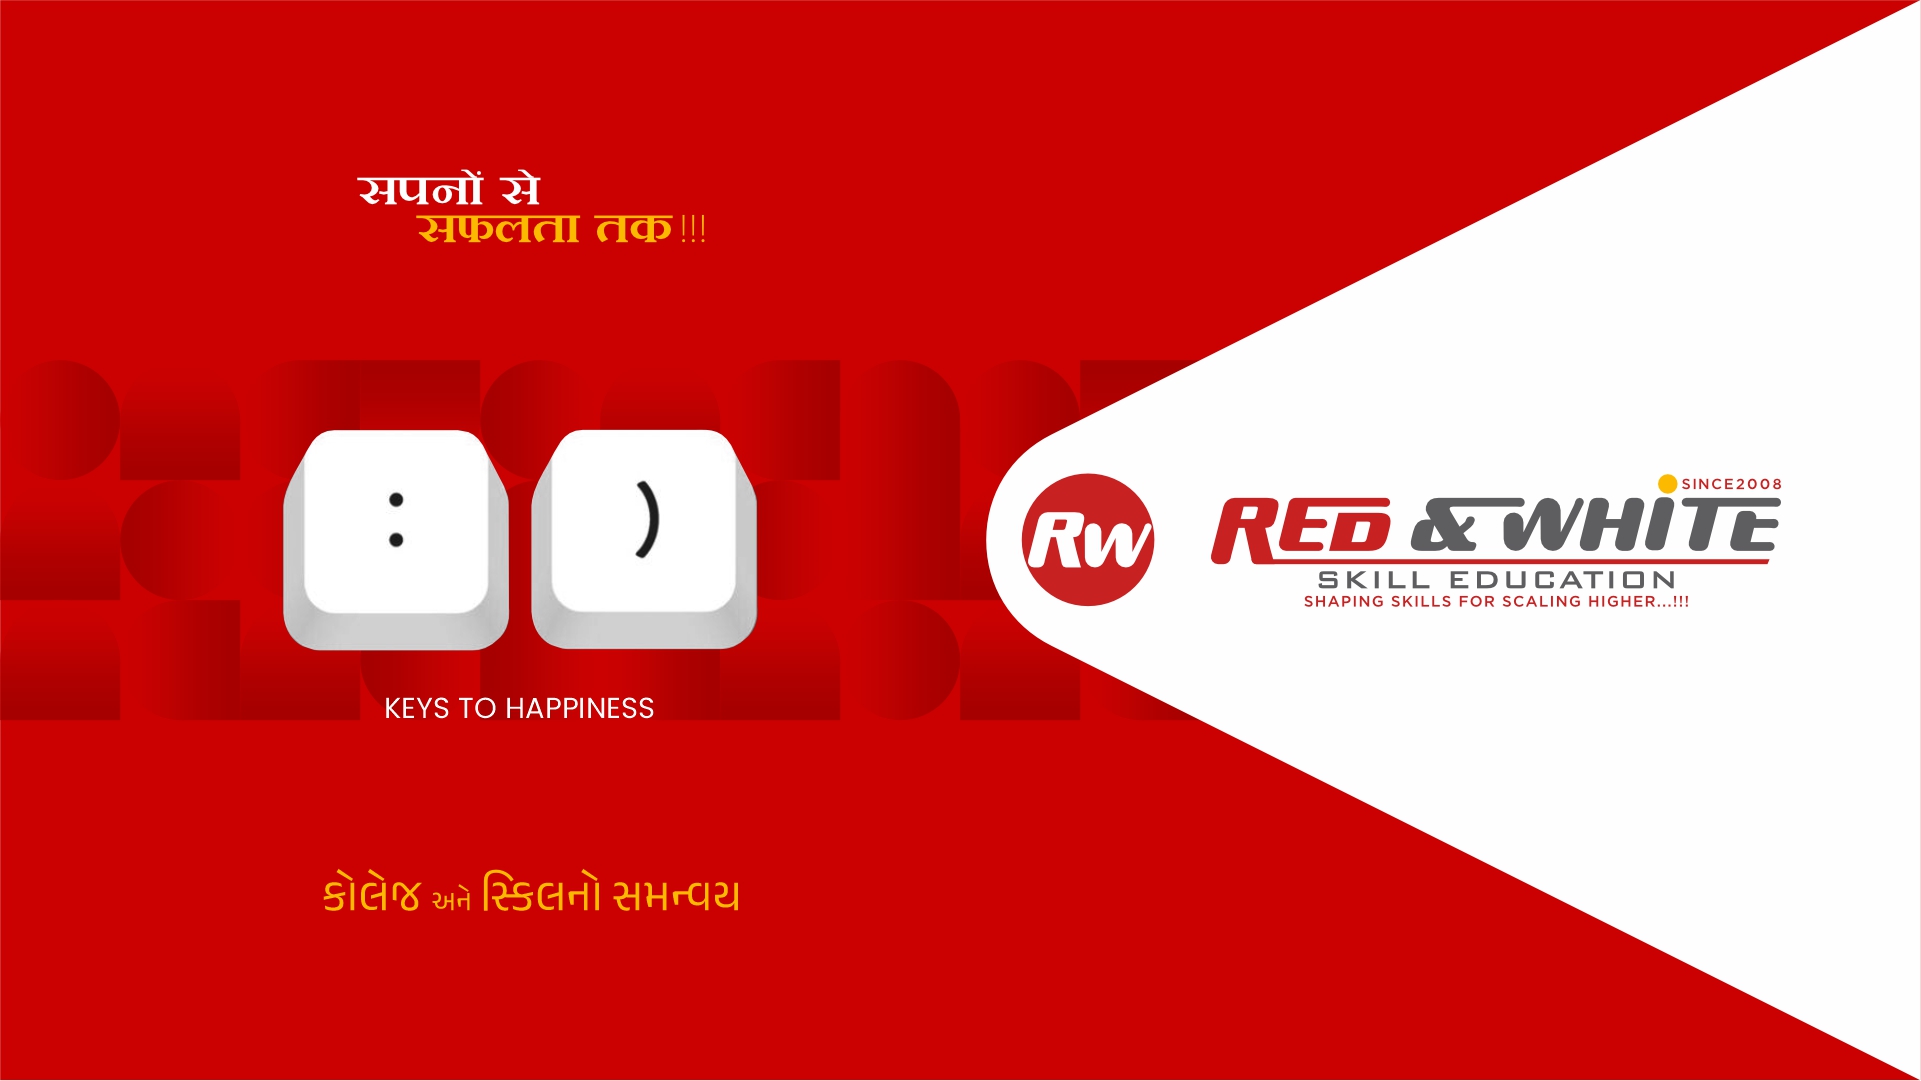 सपनों से
सफलता तक !!!
: )
KEYS TO HAPPINESS
કોલેજ અને સ્કિલનો સમન્વય
RW
SINCE2008
RED & WHITE
SKILL EDUCATION
SHAPING SKILLS FOR SCALING HIGHER...!!!